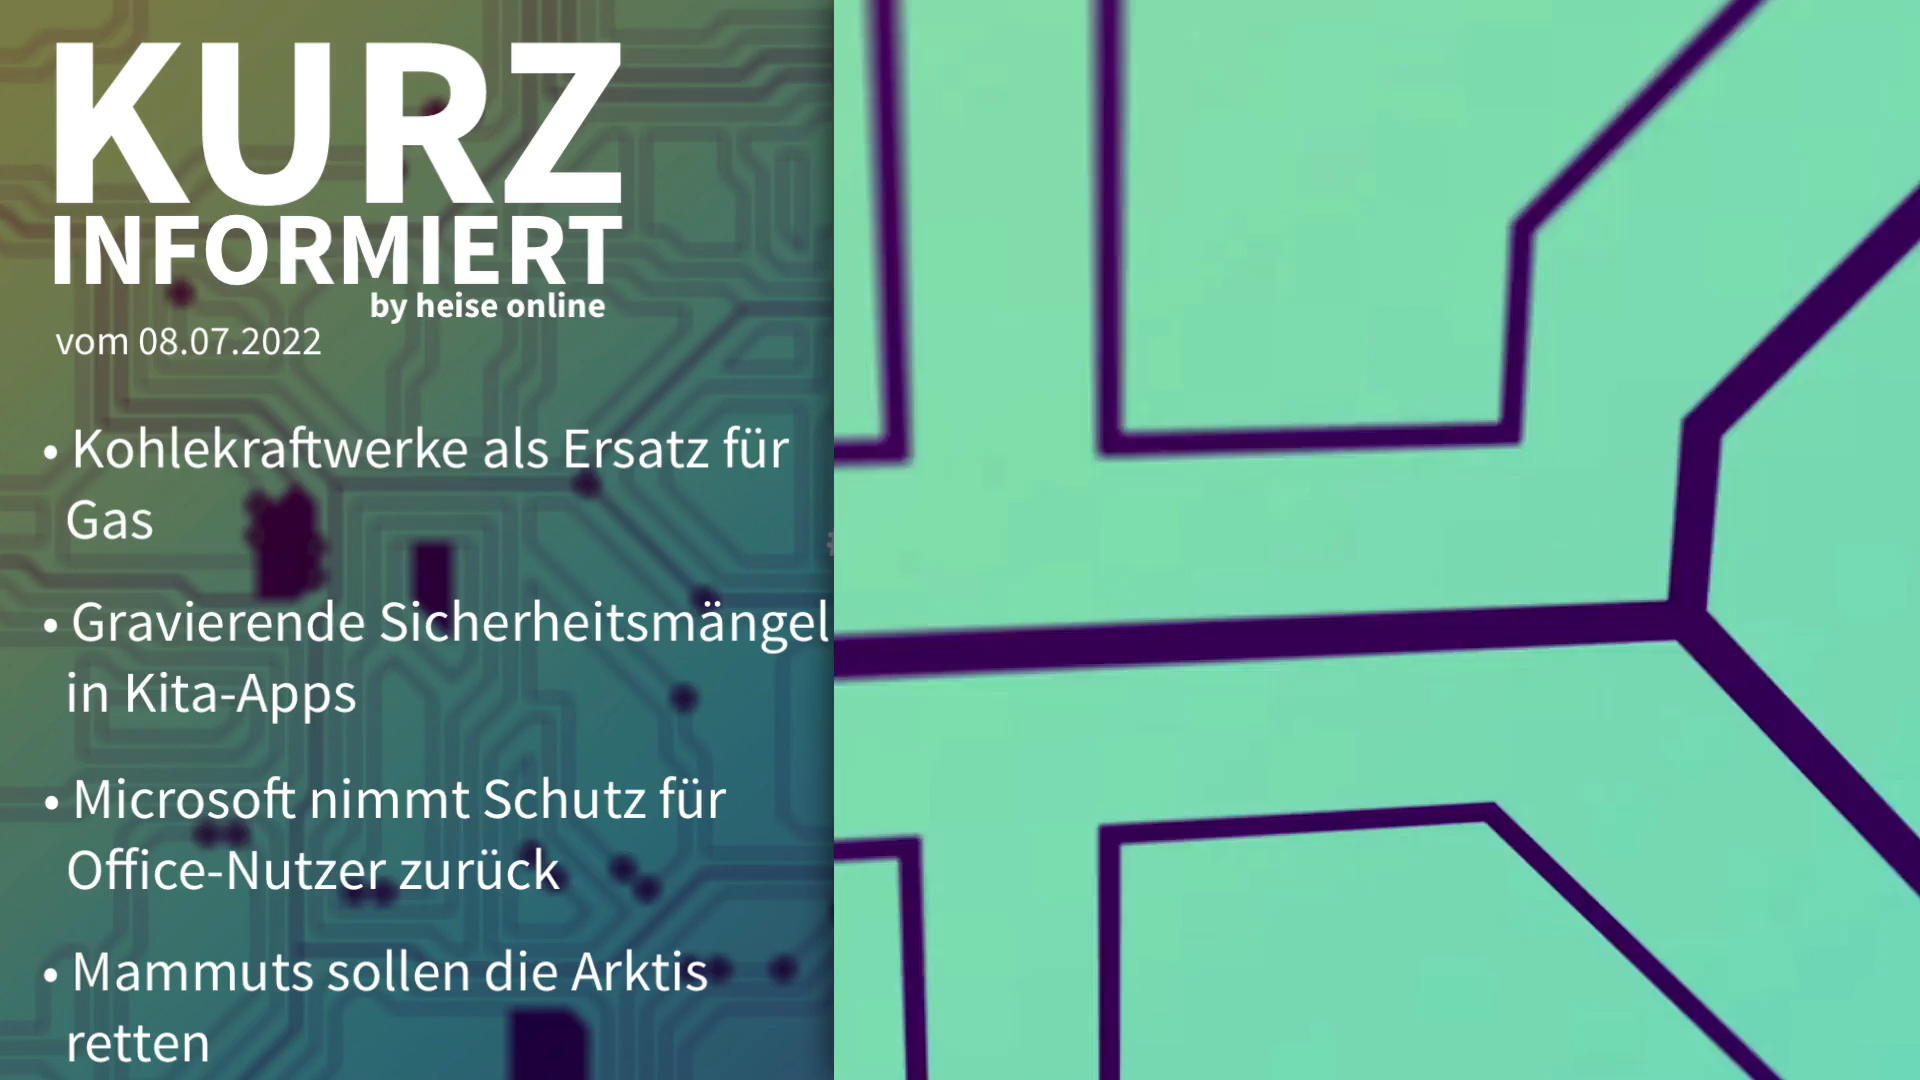 KURZ
INFORMIERT
by heise online
vom 08.07.2022
• Kohlekraftwerke als Ersatz für
Gas
• Gravierende Sicherheitsmängel
in Kita-Apps
• Microsoft nimmt Schutz für
Office-Nutzer zurück
• Mammuts sollen die Arktis
retten